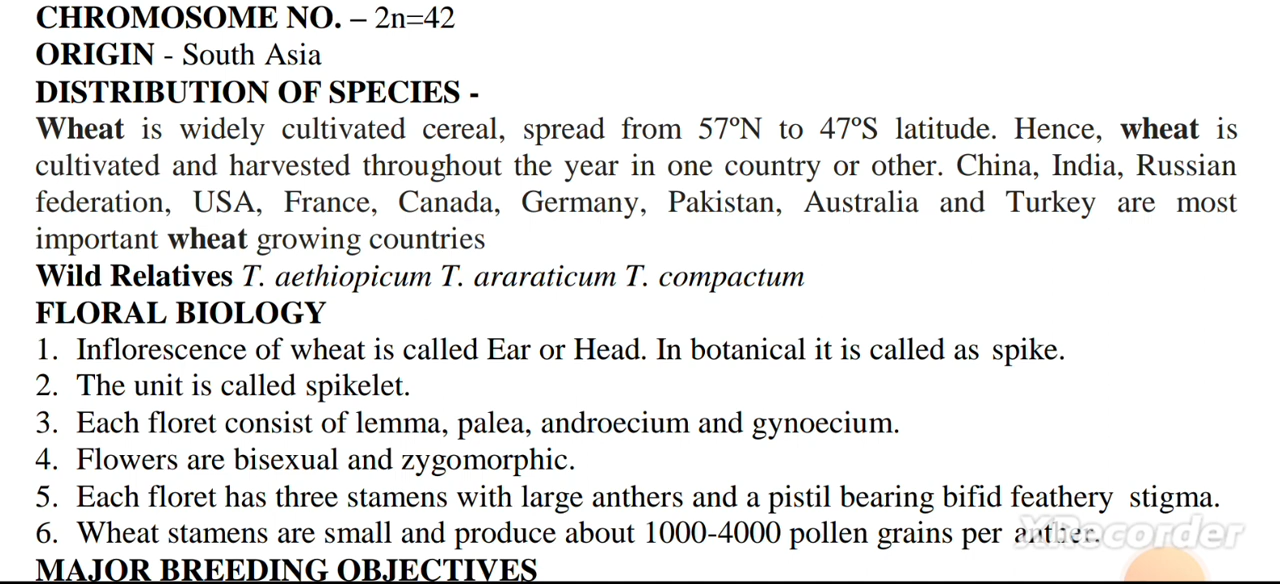 CHROMOSOME NO. – 2n=42
ORIGIN - South Asia
DISTRIBUTION OF SPECIES -
Wheat is widely cultivated cereal, spread from 57ºN to 47ºS latitude. Hence, wheat is
cultivated and harvested throughout the year in one country or other. China, India, Russian
federation, USA, France, Canada, Germany, Pakistan, Australia and Turkey are most
important wheat growing countries
Wild Relatives T. aethiopicum T. araraticum T. compactum
FLORAL BIOLOGY
1. Inflorescence of wheat is called Ear or Head. In botanical it is called as spike.
2. The unit is called spikelet.
3. Each floret consist of lemma, palea, androecium and gynoecium.
4. Flowers are bisexual and zygomorphic.
5. Each floret has three stamens with large anthers and a pistil bearing bifid feathery stigma.
6. Wheat stamens are small and produce about 1000-4000 pollen grains per anther.
XRecorder
MAJOR BREEDING OBJECTIVES